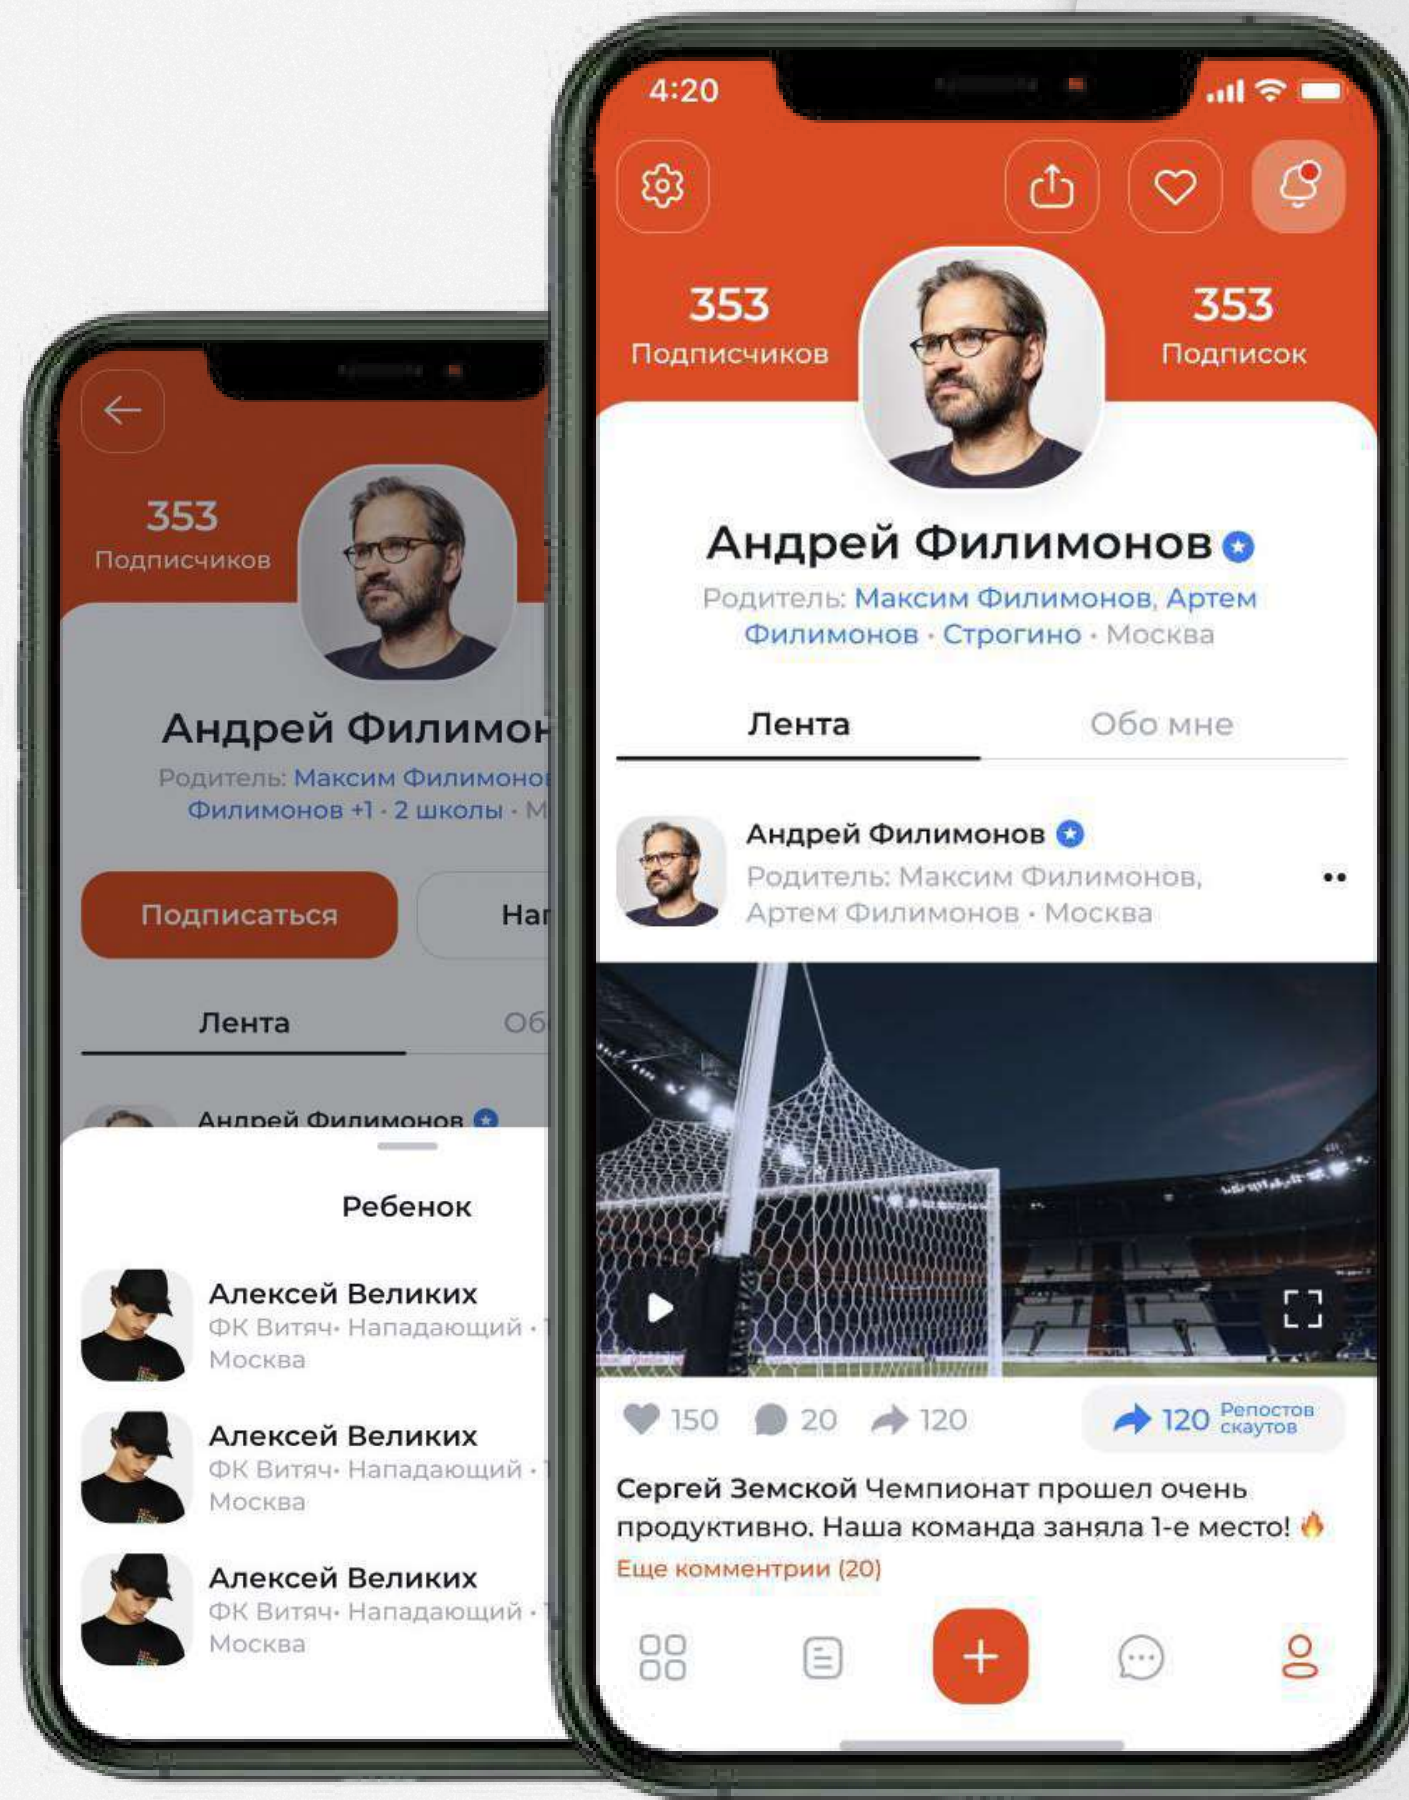 353
Подписчиков
Андрей Филимон
Родитель: Максим Филимонов
Филимонов +1 · 2 школы · М
Подписаться
Нап
Лента
Об
Андрей Филимонов
Ребенок
Алексей Великих
ФК Витяч· Нападающий ·
Москва
Алексей Великих
ФК Витяч· Нападающий ·
Москва
Алексей Великих
ФК Витяч· Нападающий ·
Москва
4:20
353
Подписчиков
353
Подписок
Андрей Филимонов
Родитель: Максим Филимонов, Артем
Филимонов · Строгино · Москва
Лента
Обо мне
Андрей Филимонов
Родитель: Максим Филимонов,
Артем Филимонов · Москва
150
20
120
120 Репостов
скаутов
Сергей Земской Чемпионат прошел очень
продуктивно. Наша команда заняла 1-е место! 🔥
Еще комментрии (20)